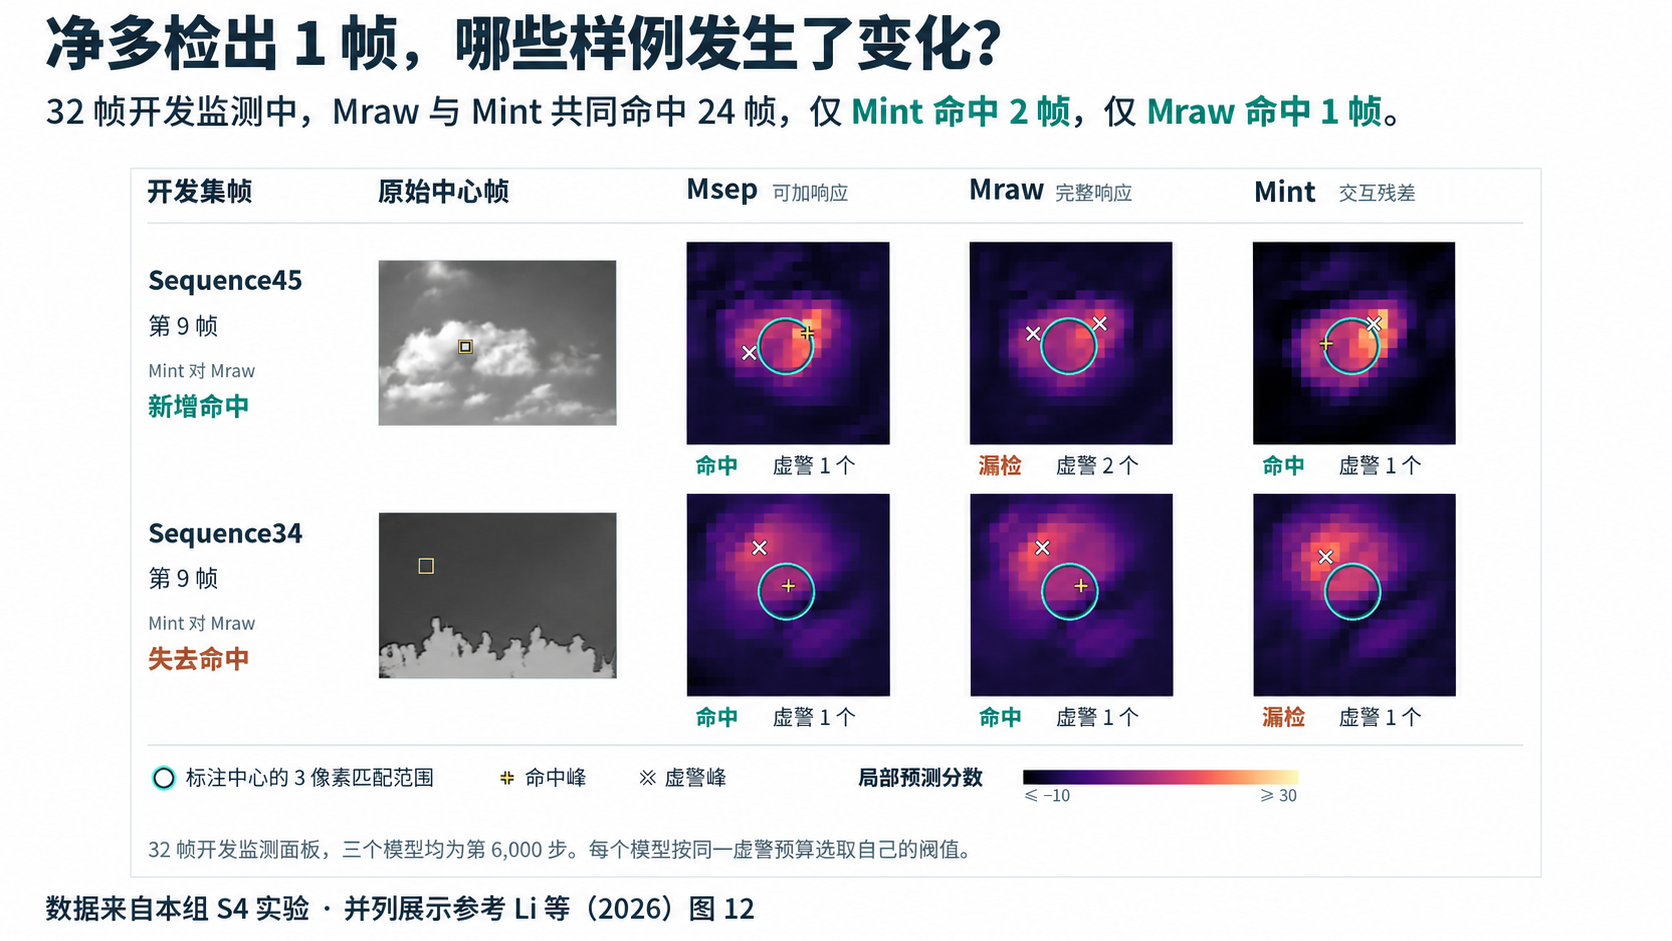 净多检出 1 帧，哪些样例发生了变化？
32 帧开发监测中，Mraw 与 Mint 共同命中 24 帧，仅 Mint 命中 2 帧，仅 Mraw 命中 1 帧。
开发集帧 原始中心帧 Msep 可加响应 Mraw 完整响应 Mint 交互残差
Sequence45
第 9 帧
Mint 对 Mraw
新增命中
命中 虚警 1 个 漏检 虚警 2 个 命中 虚警 1 个
Sequence34
第 9 帧
Mint 对 Mraw
失去命中
命中 虚警 1 个 命中 虚警 1 个 漏检 虚警 1 个
标注中心的 3 像素匹配范围 命中峰 虚警峰 局部预测分数
≤ −10 ≥ 30
32 帧开发监测面板，三个模型均为第 6,000 步。每个模型按同一虚警预算选取自己的阈值。
数据来自本组 S4 实验 · 并列展示参考 Li 等（2026）图 12